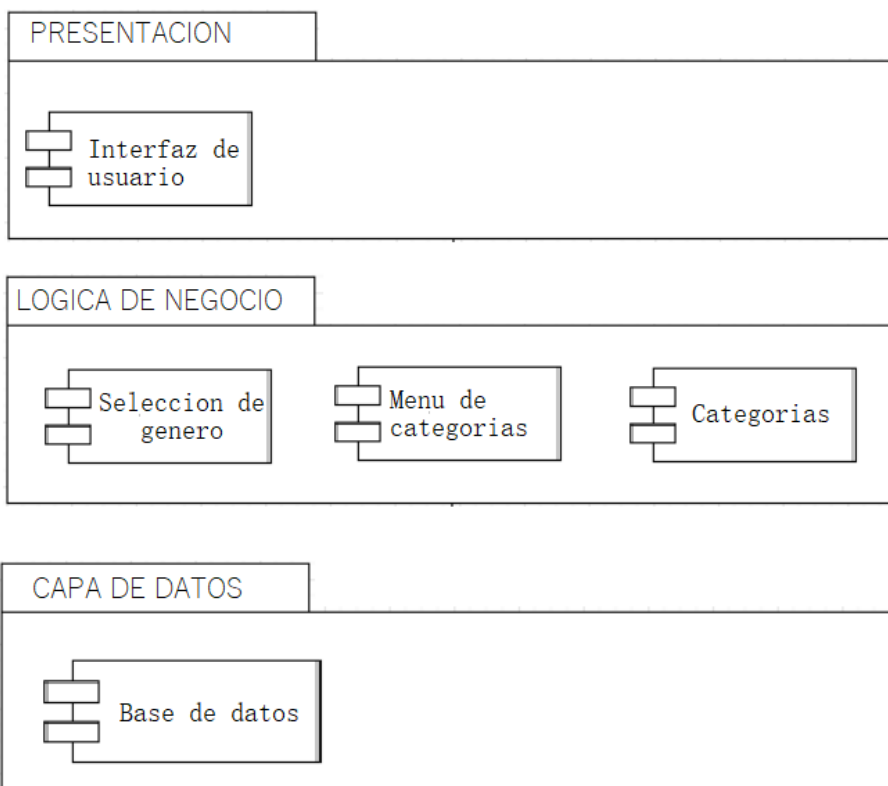 PRESENTACION
Interfaz de
usuario
LOGICA DE NEGOCIO
Seleccion de
genero
Menu de
categorias
Categorias
CAPA DE DATOS
Base de datos